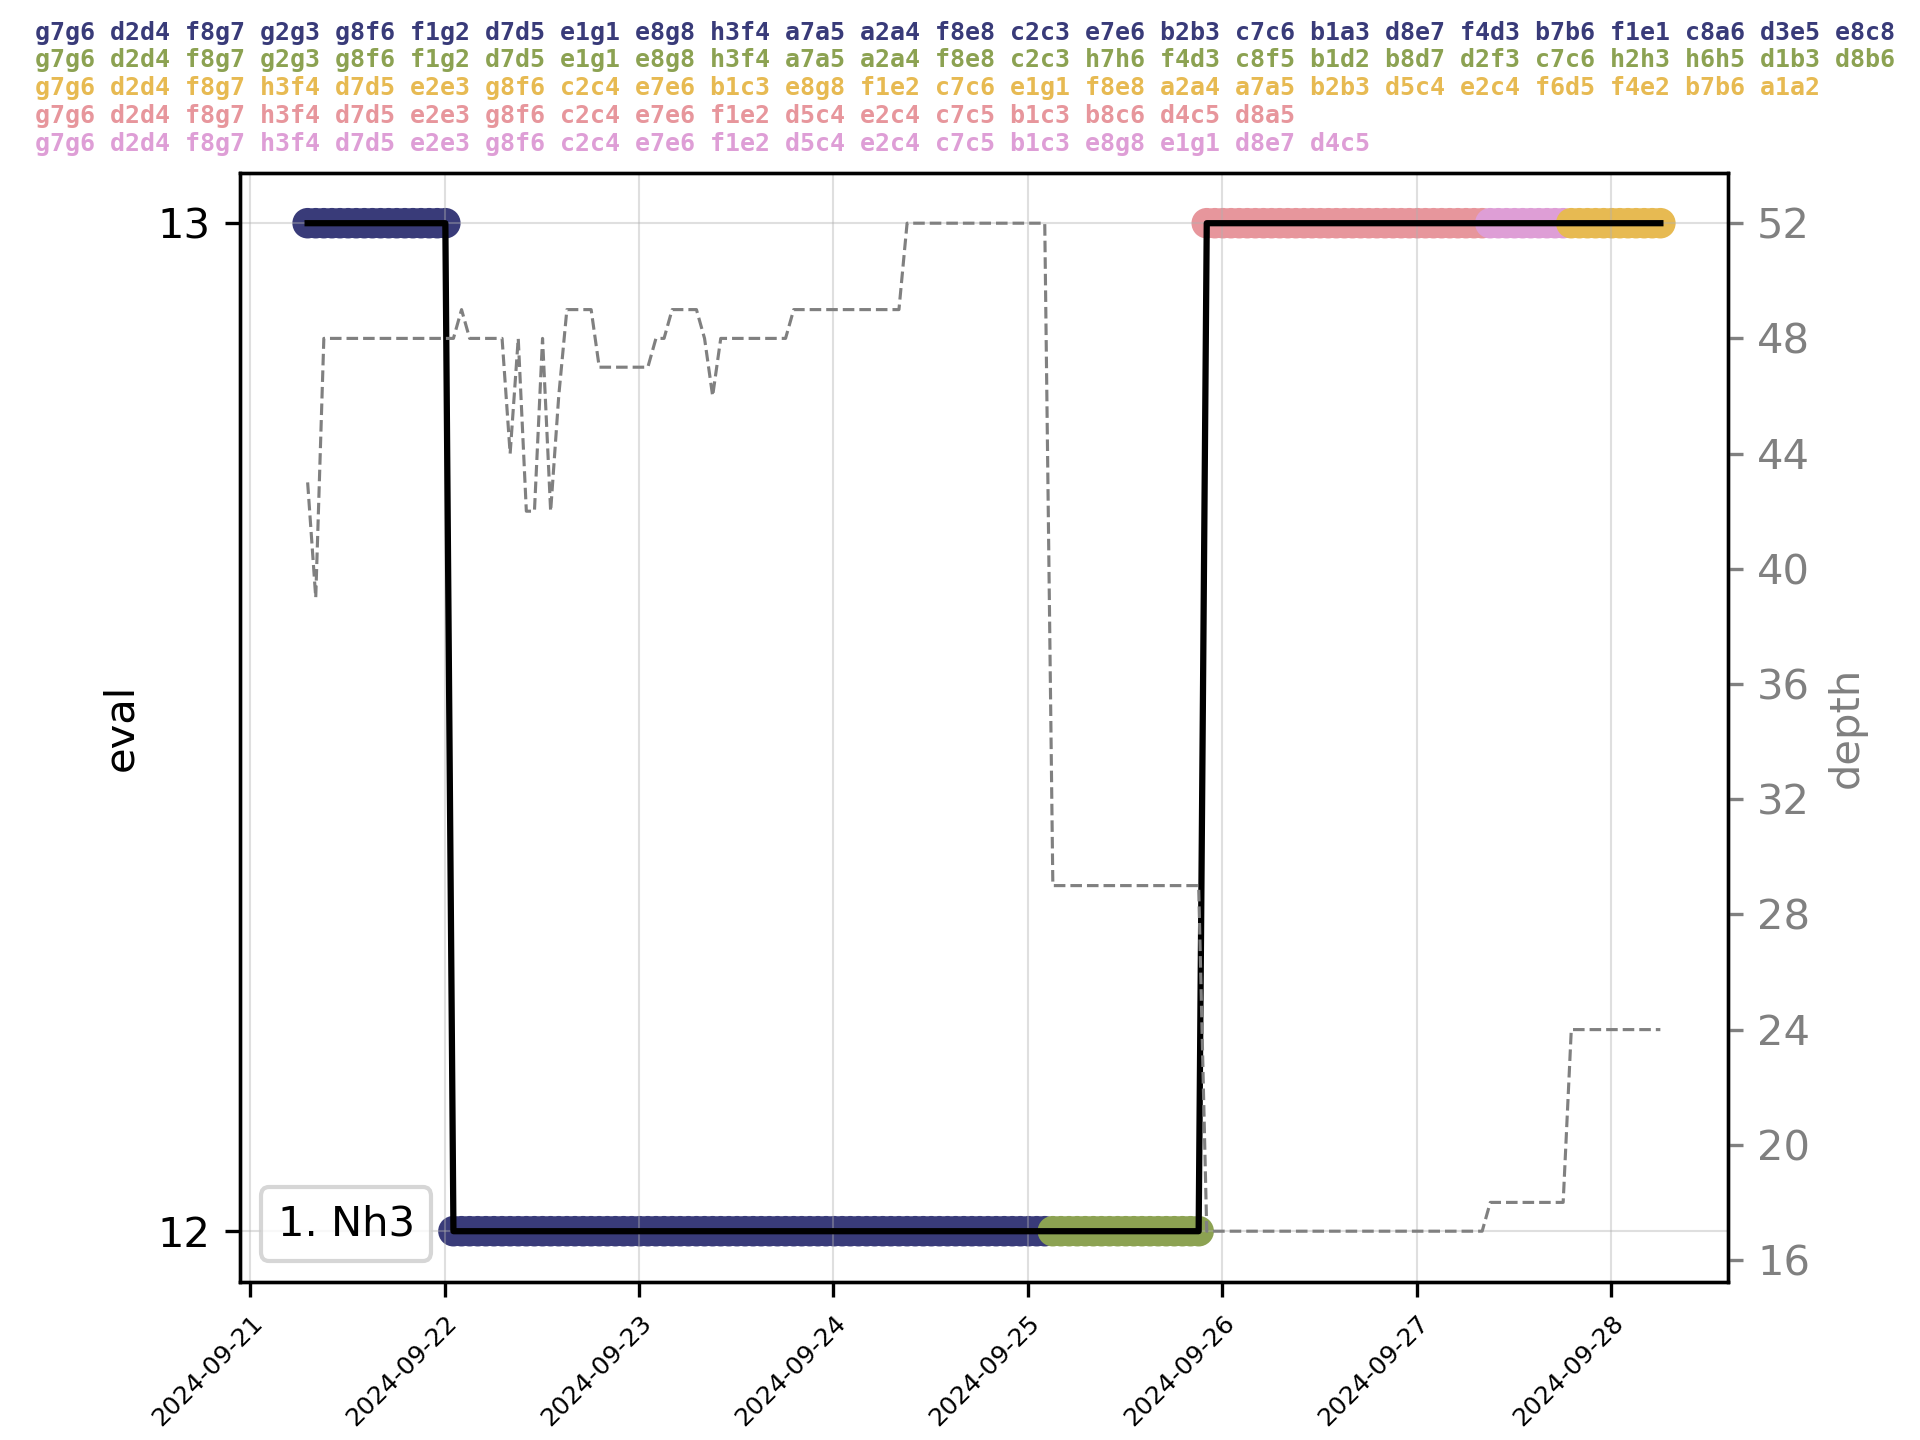 g7g6 d2d4 f8g7 g2g3 g8f6 f1g2 d7d5 e1g1 e8g8 h3f4 a7a5 a2a4 f8e8 c2c3 e7e6 b2b3 c7c6 b1a3 d8e7 f4d3 b7b6 f1e1 c8a6 d3e5 e8c8
g7g6 d2d4 f8g7 g2g3 g8f6 f1g2 d7d5 e1g1 e8g8 h3f4 a7a5 a2a4 f8e8 c2c3 h7h6 f4d3 c8f5 b1d2 b8d7 d2f3 c7c6 h2h3 h6h5 d1b3 d8b6
g7g6 d2d4 f8g7 h3f4 d7d5 e2e3 g8f6 c2c4 e7e6 b1c3 e8g8 f1e2 c7c6 e1g1 f8e8 a2a4 a7a5 b2b3 d5c4 e2c4 f6d5 f4e2 b7b6 a1a2
g7g6 d2d4 f8g7 h3f4 d7d5 e2e3 g8f6 c2c4 e7e6 f1e2 d5c4 e2c4 c7c5 b1c3 b8c6 d4c5 d8a5
g7g6 d2d4 f8g7 h3f4 d7d5 e2e3 g8f6 c2c4 e7e6 f1e2 d5c4 e2c4 c7c5 b1c3 e8g8 e1g1 d8e7 d4c5
13
12
eval
52
48
44
40
36
32
28
24
20
16
depth
1. Nh3
2024-09-21
2024-09-22
2024-09-23
2024-09-24
2024-09-25
2024-09-26
2024-09-27
2024-09-28